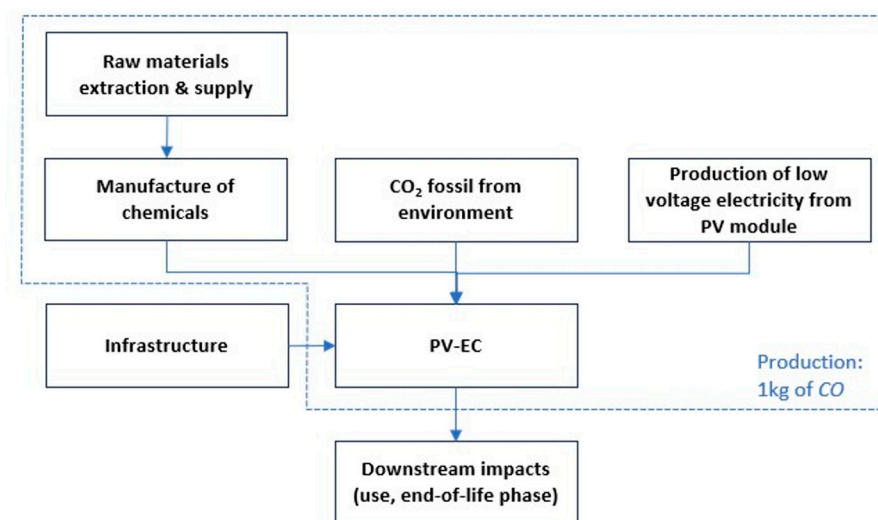 Raw materials
extraction & supply
Manufacture of
chemicals
CO₂ fossil from
environment
Production of low
voltage electricity from
PV module
Infrastructure
PV-EC
Production:
1kg of CO
Downstream impacts
(use, end-of-life phase)